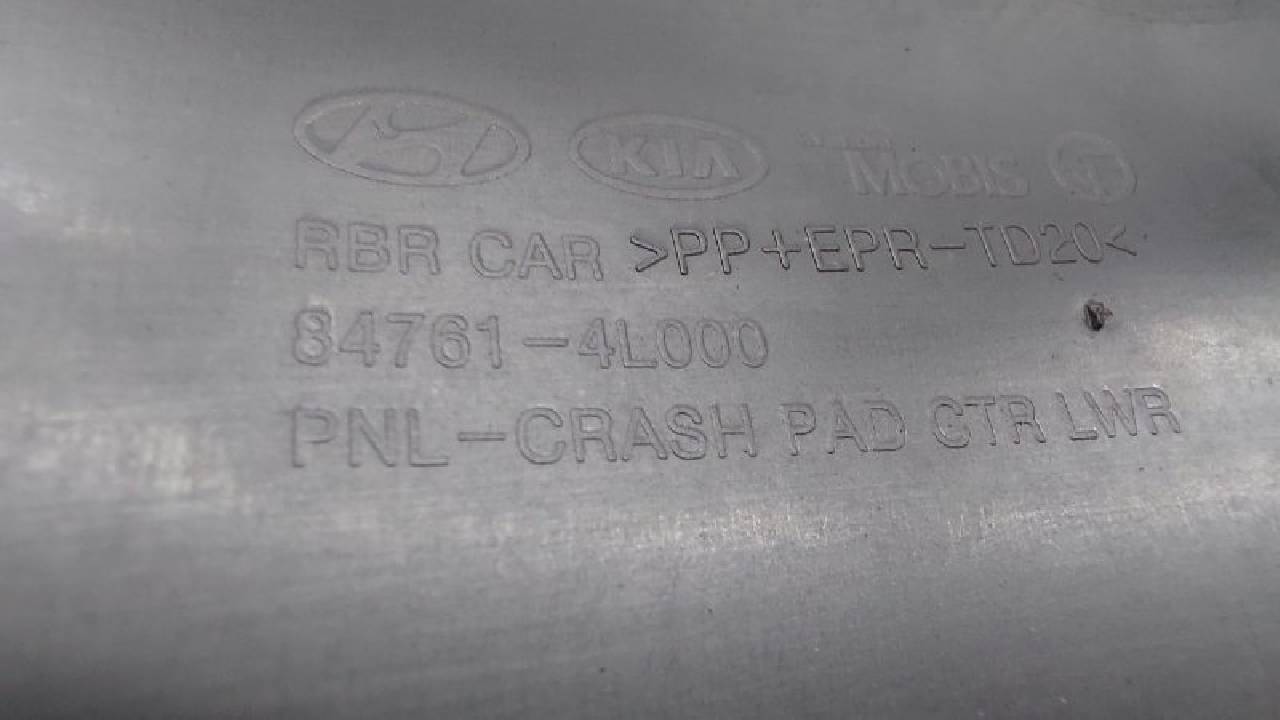 KIA MOBIS
RBR CAR >PP+EPR-TD20<
84761-4L000
PNL-CRASH PAD CTR LWR